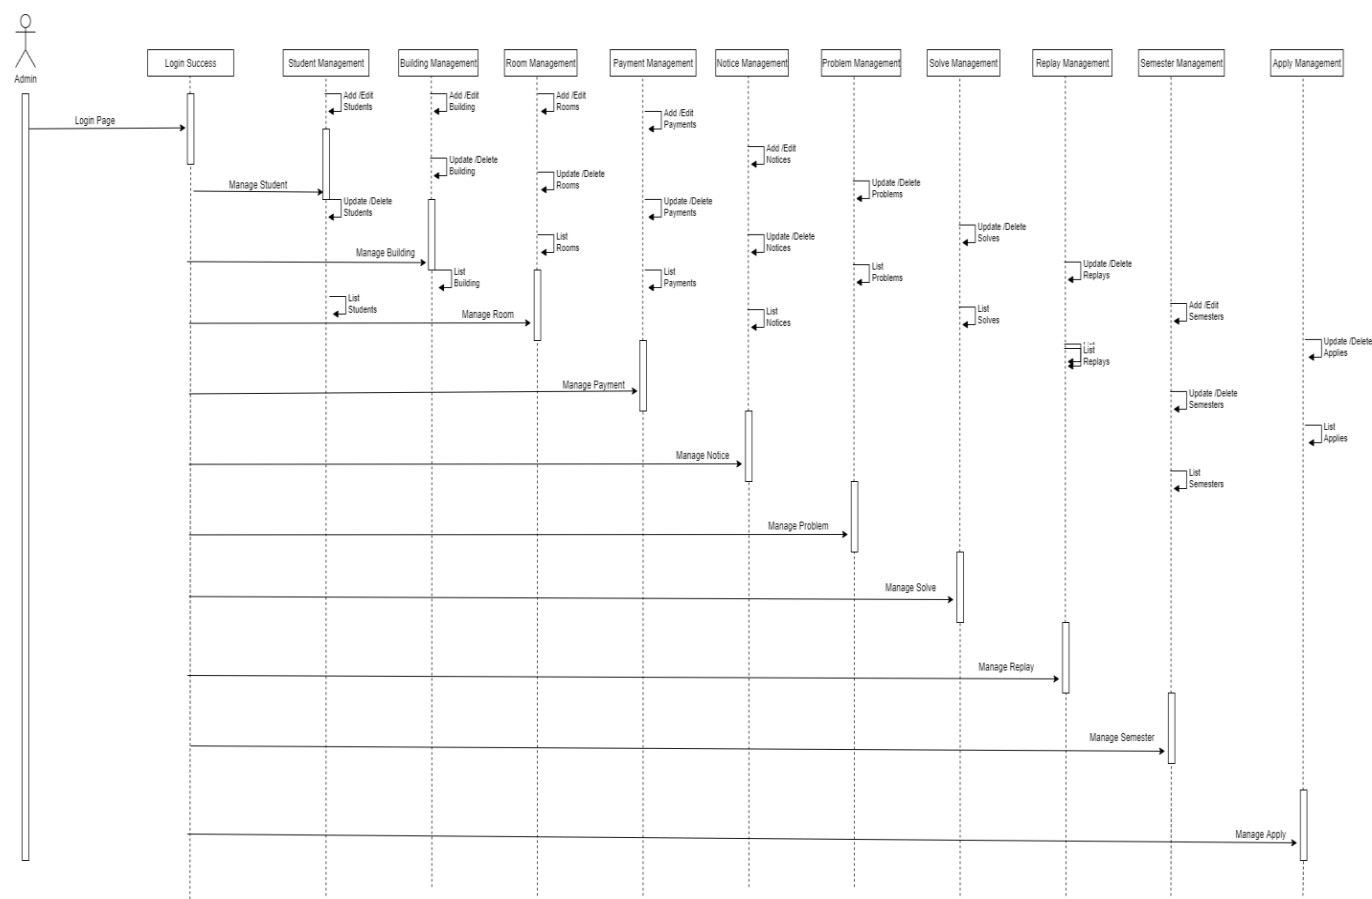 Admin
Login Success
Student Management
Building Management
Room Management
Payment Management
Notice Management
Problem Management
Solve Management
Replay Management
Semester Management
Apply Management
Add /Edit
Students
Add /Edit
Building
Add /Edit
Rooms
Add /Edit
Payments
Login Page
Add /Edit
Notices
Update /Delete
Building
Update /Delete
Rooms
Manage Student
Update /Delete
Problems
Update /Delete
Students
Update /Delete
Payments
Update /Delete
Solves
List
Rooms
Update /Delete
Notices
Manage Building
Update /Delete
Replays
List
Building
List
Payments
List
Problems
List
Students
Add /Edit
Semesters
Manage Room
List
Notices
List
Solves
Update /Delete
Applies
List
Replays
Manage Payment
Update /Delete
Semesters
List
Applies
Manage Notice
List
Semesters
Manage Problem
Manage Solve
Manage Replay
Manage Semester
Manage Apply